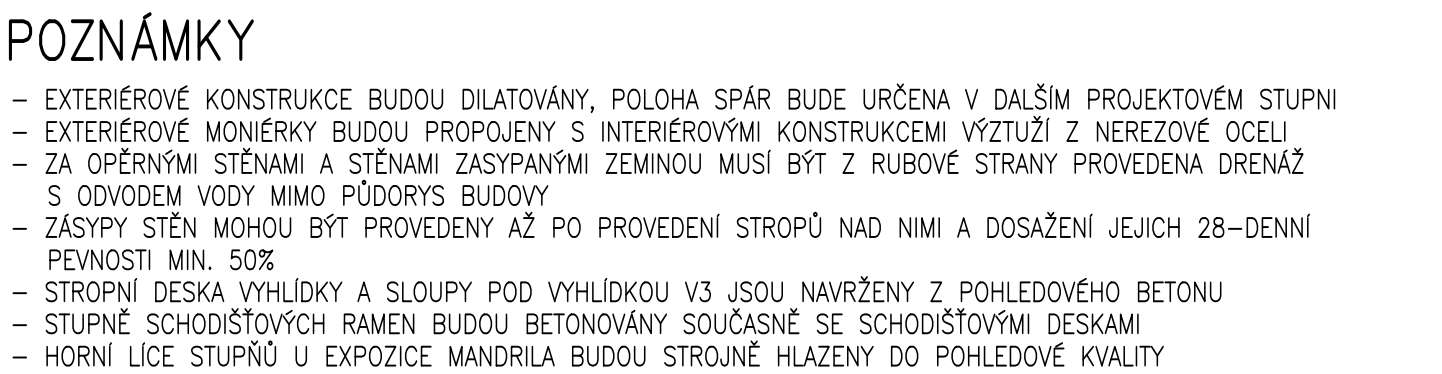 POZNÁMKY
– EXTERIÉROVÉ KONSTRUKCE BUDOU DILATOVÁNY, POLOHA SPÁR BUDE URČENA V DALŠÍM PROJEKTOVÉM STUPNI
– EXTERIÉROVÉ MONIÉRKY BUDOU PROPOJENY S INTERIÉROVÝMI KONSTRUKCEMI VÝZTUŽÍ Z NEREZOVÉ OCELI
– ZA OPĚRNÝMI STĚNAMI A STĚNAMI ZASYPANÝMI ZEMINOU MUSÍ BÝT Z RUBOVÉ STRANY PROVEDENA DRENÁŽ
S ODVODEM VODY MIMO PŮDORYS BUDOVY
– ZÁSYPY STĚN MOHOU BÝT PROVEDENY AŽ PO PROVEDENÍ STROPŮ NAD NIMI A DOSAŽENÍ JEJICH 28–DENNÍ
PEVNOSTI MIN. 50%
– STROPNÍ DESKA VYHLÍDKY A SLOUPY POD VYHLÍDKOU V3 JSOU NAVRŽENY Z POHLEDOVÉHO BETONU
– STUPNĚ SCHODIŠŤOVÝCH RAMEN BUDOU BETONOVÁNY SOUČASNĚ SE SCHODIŠŤOVÝMI DESKAMI
– HORNÍ LÍCE STUPŇŮ U EXPOZICE MANDRILA BUDOU STROJNĚ HLAZENY DO POHLEDOVÉ KVALITY